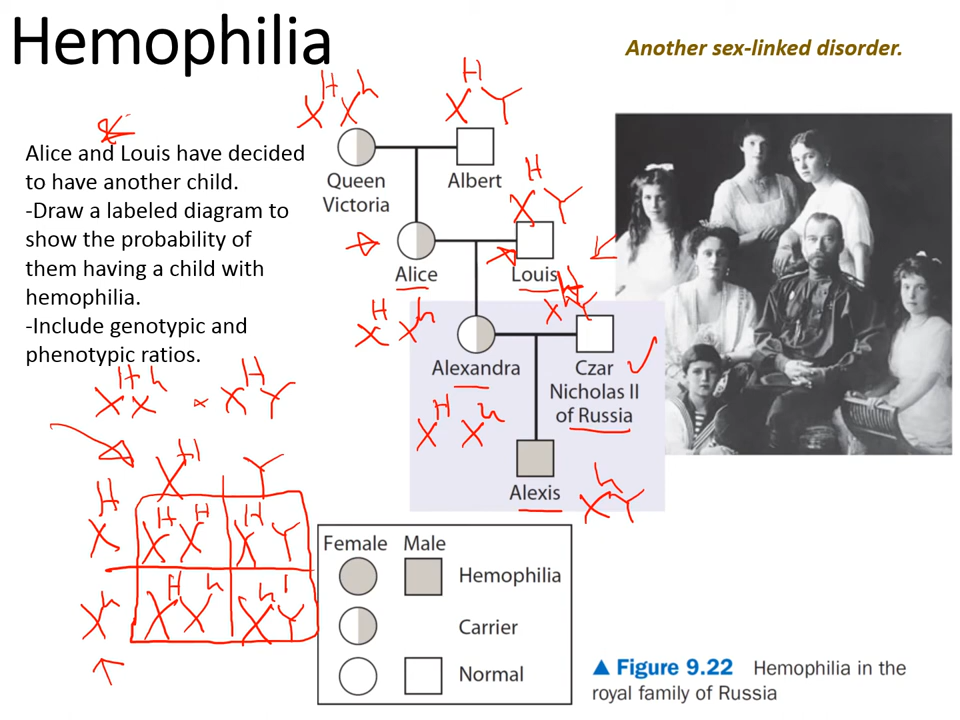 Hemophilia
Another sex-linked disorder.
X^H X^h
X^H Y
Alice and Louis have decided
to have another child.
-Draw a labeled diagram to
show the probability of
them having a child with
hemophilia.
-Include genotypic and
phenotypic ratios.
Queen
Victoria
Albert
X^H Y
Alice
Louis
X^H X^h
Alexandra
Czar
Nicholas II
of Russia
X^H X^h
Alexis
X^h Y
X^H X^h × X^H Y
X^H Y
X^H X^H X^H X^H Y
X^h X^H X^h X^h Y
Female Male
Hemophilia
Carrier
Normal
▲ Figure 9.22 Hemophilia in the
royal family of Russia